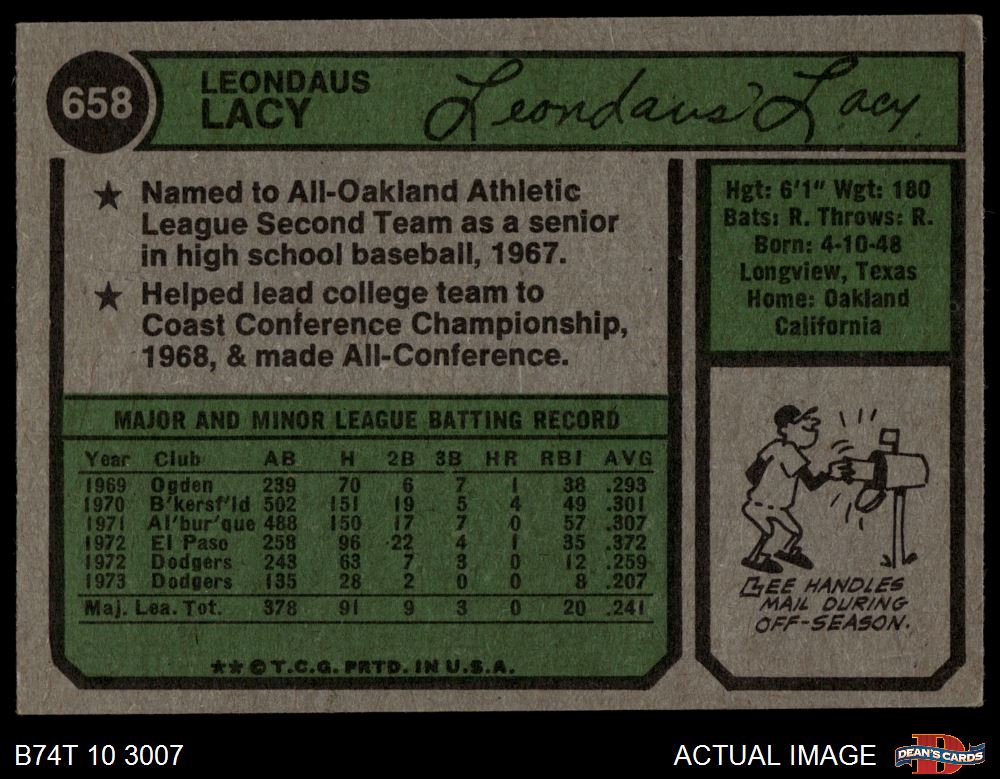 658
LEONDAUS
LACY
Leondaus Lacy
★ Named to All-Oakland Athletic
League Second Team as a senior
in high school baseball, 1967.
★ Helped lead college team to
Coast Conference Championship,
1968, & made All-Conference.
Hgt: 6'1" Wgt: 180
Bats: R. Throws: R.
Born: 4-10-48
Longview, Texas
Home: Oakland
California
MAJOR AND MINOR LEAGUE BATTING RECORD
Year Club AB H 2B 3B HR RBI AVG
1969 Ogden 239 70 6 7 1 38 .293
1970 B'kersf'ld 502 151 19 5 4 49 .301
1971 Al'bur'que 488 150 17 7 0 57 .307
1972 El Paso 258 96 22 4 1 35 .372
1972 Dodgers 243 63 7 3 0 12 .259
1973 Dodgers 135 28 2 0 0 8 .207
Maj. Lea. Tot. 378 91 9 3 0 20 .241
★★ © T.C.G. PRTD. IN U.S.A.
LEE HANDLES
MAIL DURING
OFF-SEASON.
B74T 10 3007
ACTUAL IMAGE
DEAN'S CARDS